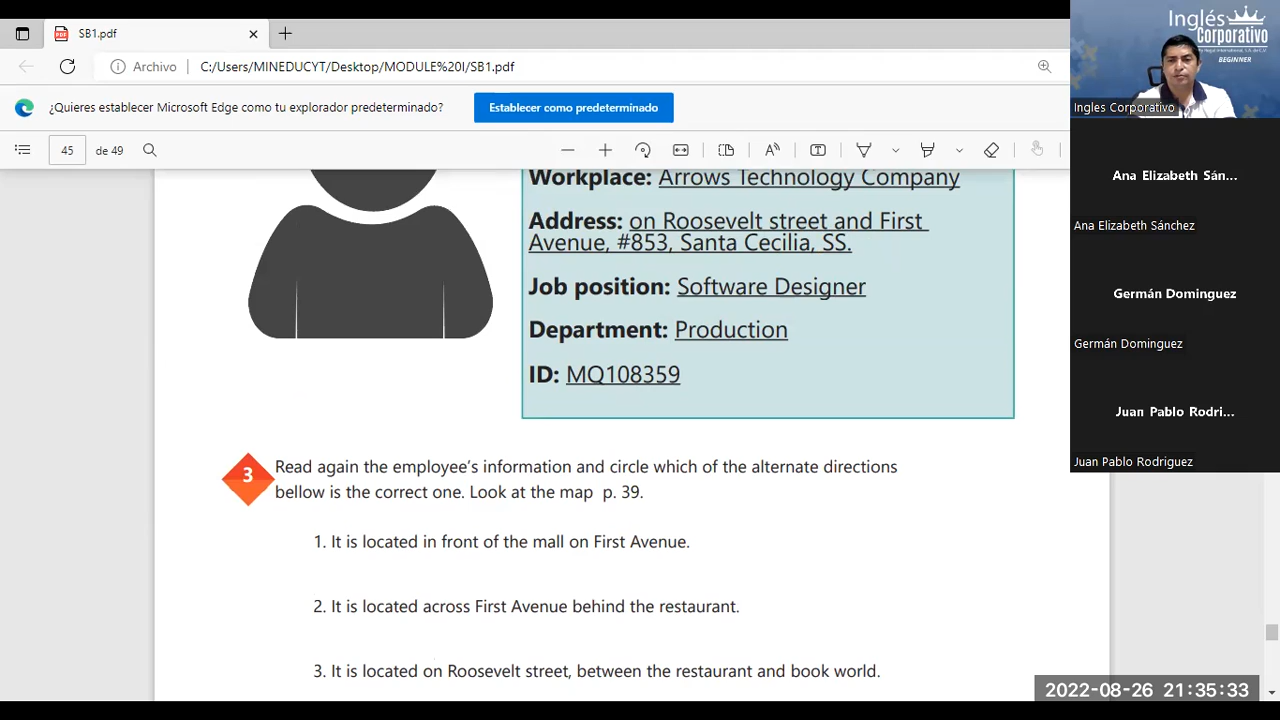 SB1.pdf
Archivo
C:/Users/MINEDUCYT/Desktop/MODULE%20I/SB1.pdf
¿Quieres establecer Microsoft Edge como tu explorador predeterminado?
Establecer como predeterminado
45
de 49
Workplace: Arrows Technology Company
Address: on Roosevelt street and First
Avenue, #853, Santa Cecilia, SS.
Job position: Software Designer
Department: Production
ID: MQ108359
3
Read again the employee's information and circle which of the alternate directions
bellow is the correct one. Look at the map p. 39.
1. It is located in front of the mall on First Avenue.
2. It is located across First Avenue behind the restaurant.
3. It is located on Roosevelt street, between the restaurant and book world.
Inglés
Corporativo
BEGINNER
Ingles Corporativo
Ana Elizabeth Sán...
Ana Elizabeth Sánchez
Germán Dominguez
Germán Dominguez
Juan Pablo Rodri...
Juan Pablo Rodriguez
2022-08-26 21:35:33